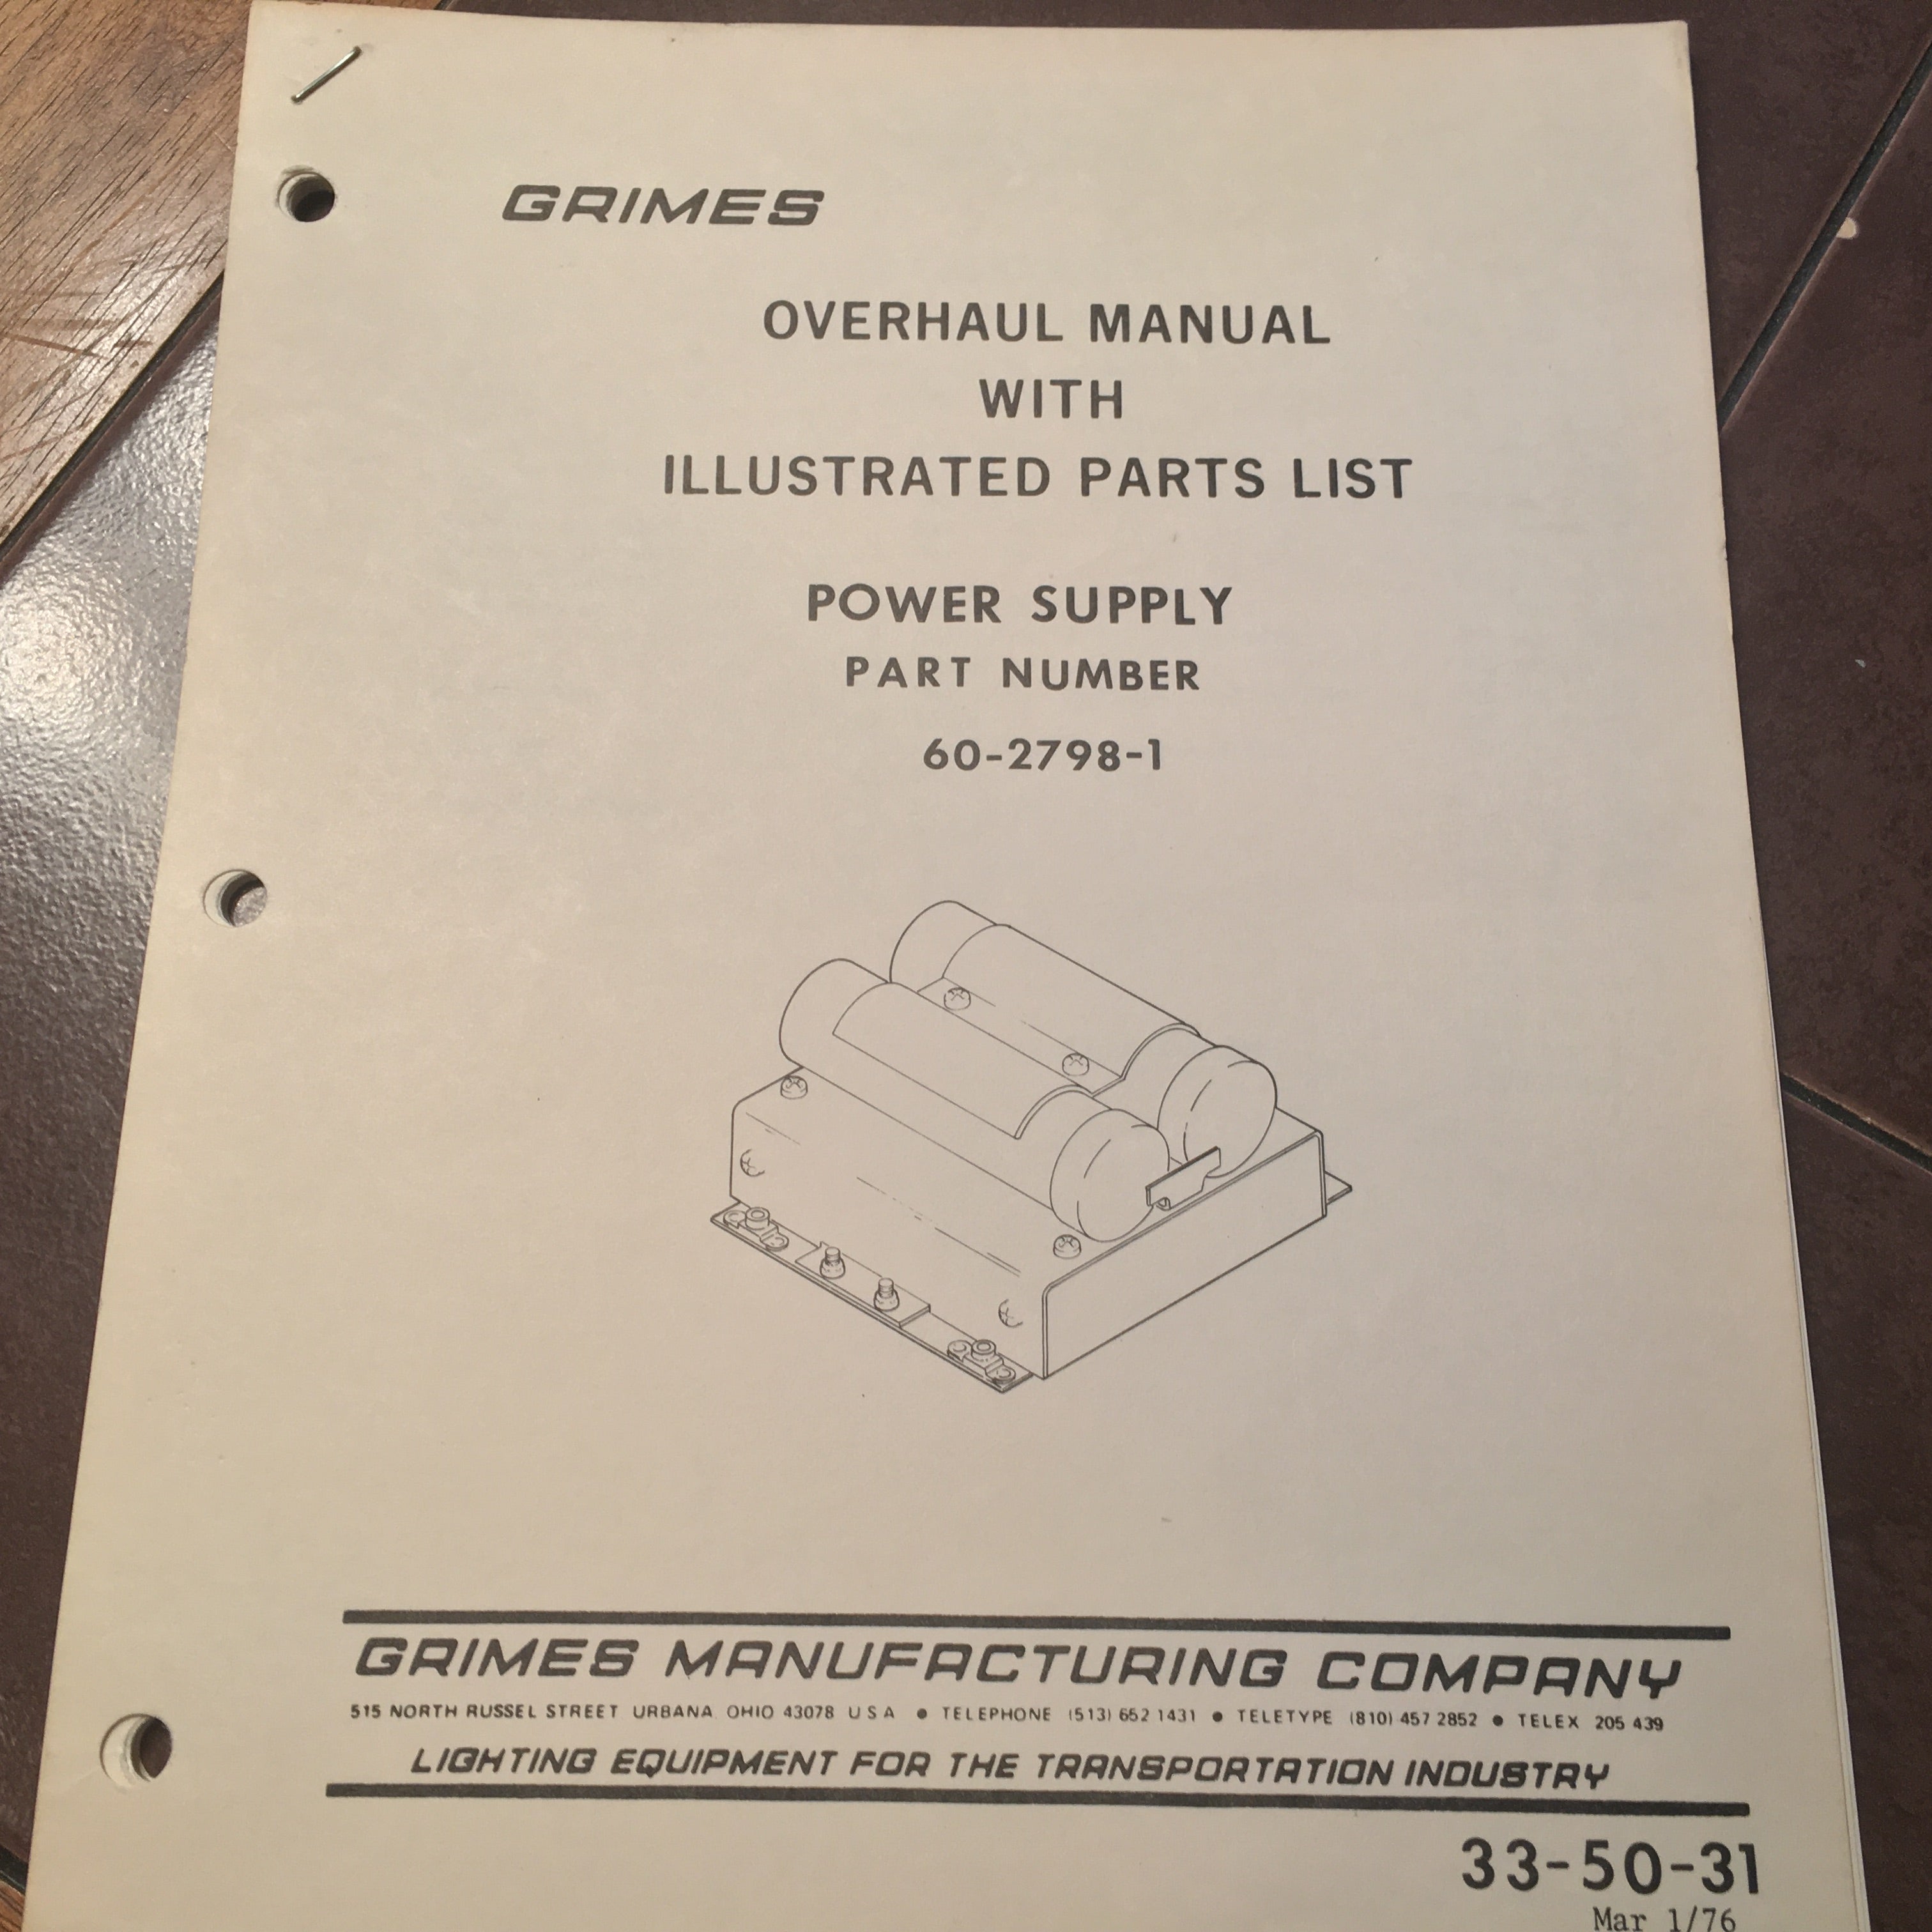 GRIMES
OVERHAUL MANUAL
WITH
ILLUSTRATED PARTS LIST
POWER SUPPLY
PART NUMBER
60-2798-1
GRIMES MANUFACTURING COMPANY
515 NORTH RUSSEL STREET URBANA, OHIO 43078 U S A • TELEPHONE (513) 652 1431 • TELETYPE (810) 457 2852 • TELEX 205 439
LIGHTING EQUIPMENT FOR THE TRANSPORTATION INDUSTRY
33-50-31
Mar 1/76